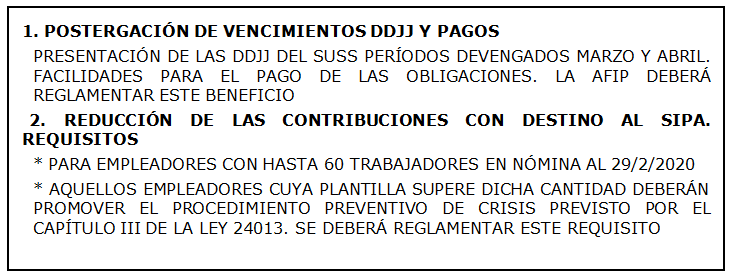 1. POSTERGACIÓN DE VENCIMIENTOS DDJJ Y PAGOS
PRESENTACIÓN DE LAS DDJJ DEL SUSS PERÍODOS DEVENGADOS MARZO Y ABRIL.
FACILIDADES PARA EL PAGO DE LAS OBLIGACIONES. LA AFIP DEBERÁ
REGLAMENTAR ESTE BENEFICIO
2. REDUCCIÓN DE LAS CONTRIBUCIONES CON DESTINO AL SIPA.
REQUISITOS
* PARA EMPLEADORES CON HASTA 60 TRABAJADORES EN NÓMINA AL 29/2/2020
* AQUELLOS EMPLEADORES CUYA PLANTILLA SUPERE DICHA CANTIDAD DEBERÁN
PROMOVER EL PROCEDIMIENTO PREVENTIVO DE CRISIS PREVISTO POR EL
CAPÍTULO III DE LA LEY 24013. SE DEBERÁ REGLAMENTAR ESTE REQUISITO